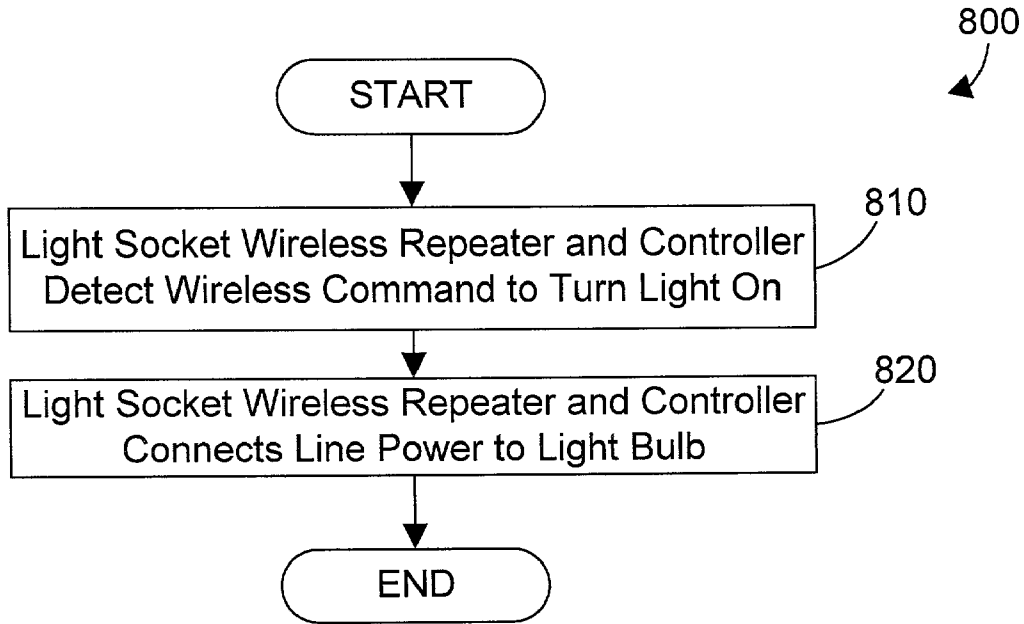 800
START
810
Light Socket Wireless Repeater and Controller
Detect Wireless Command to Turn Light On
820
Light Socket Wireless Repeater and Controller
Connects Line Power to Light Bulb
END